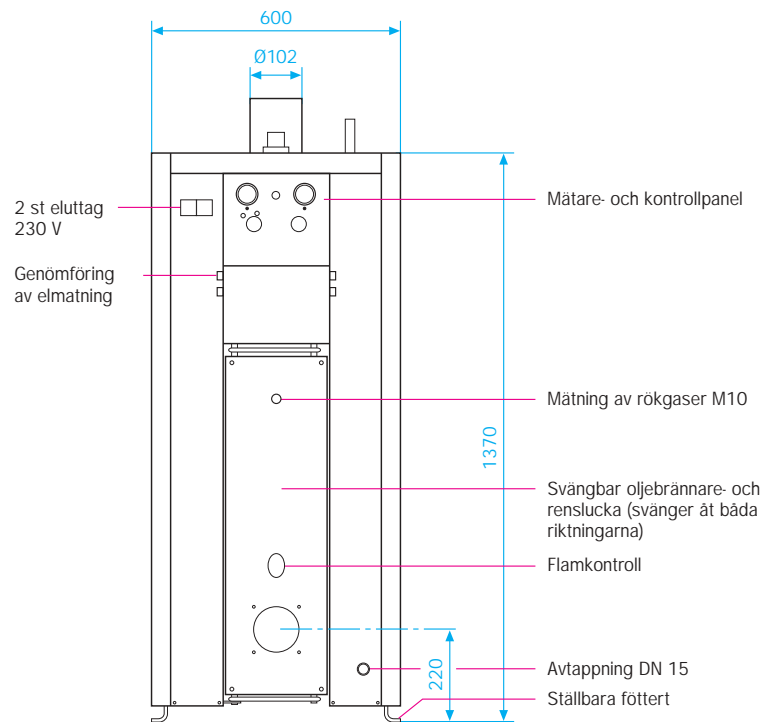 600
Ø102
2 st eluttag
230 V
Mätare- och kontrollpanel
Genömföring
av elmatning
Mätning av rökgaser M10
1370
Svängbar oljebrännare- och
renslucka (svänger åt båda
riktningarna)
Flamkontroll
220
Avtappning DN 15
Ställbara föttert